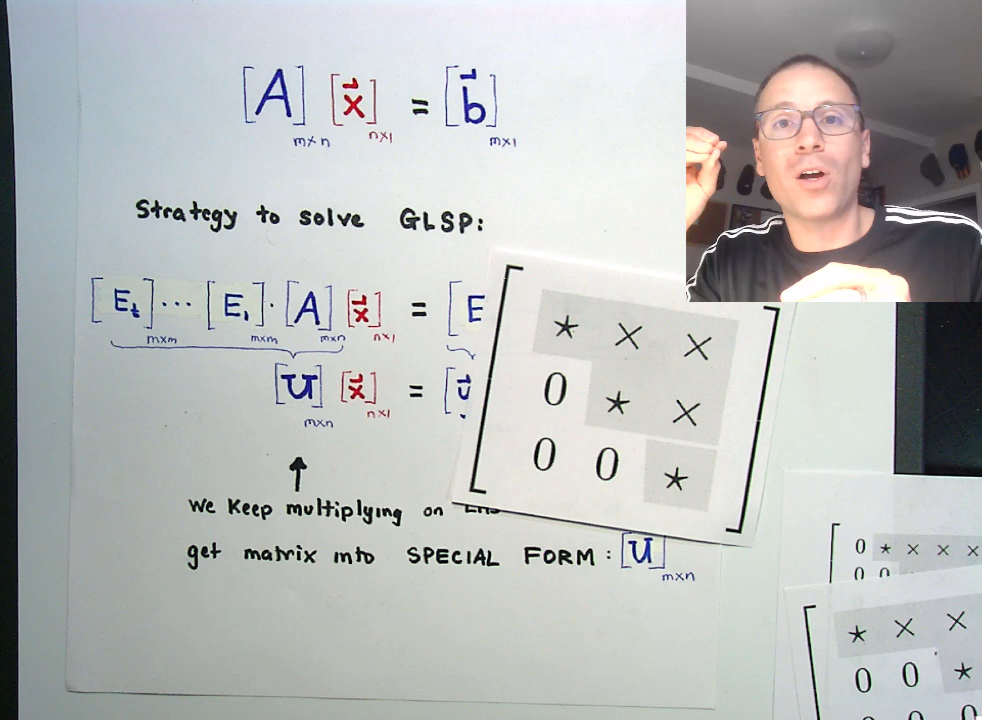 [A]m×n [x⃗]n×1 = [b⃗]m×1
Strategy to solve GLSP:
[Et]m×m ⋯ [E1]m×m · [A]m×n [x⃗]n×1 = [E
[U]m×n [x⃗]n×1 = [
We keep multiplying on
get matrix into SPECIAL FORM: [U]m×n
★ × ×
0 ★ ×
0 0 ★
0 ★ × × ×
0 0
★ × ×
0 0 ★